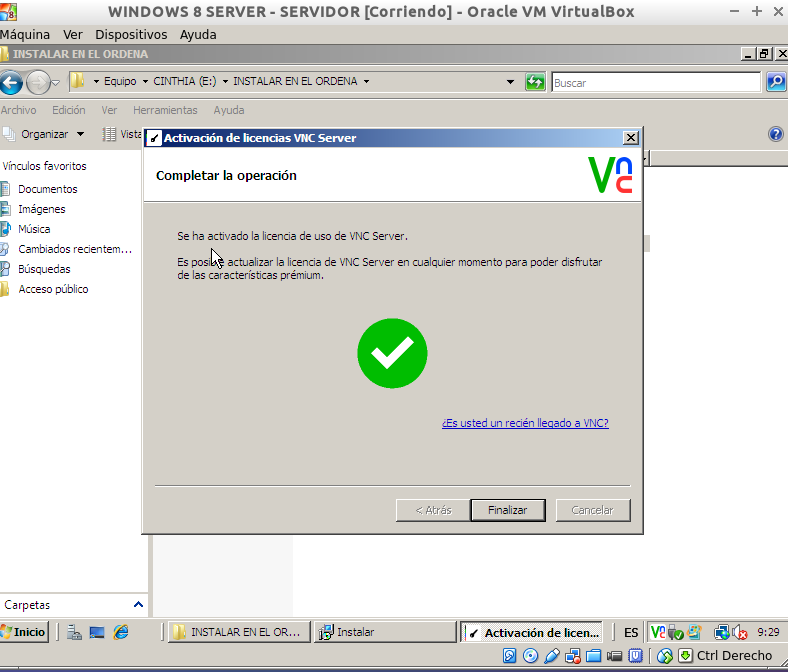 WINDOWS 8 SERVER - SERVIDOR [Corriendo] - Oracle VM VirtualBox
Máquina Ver Dispositivos Ayuda
INSTALAR EN EL ORDENA
Equipo CINTHIA (E:) INSTALAR EN EL ORDENA
Buscar
Archivo Edición Ver Herramientas Ayuda
Organizar Vista
Activación de licencias VNC Server
Vínculos favoritos
Completar la operación
Vnc
Documentos
Imágenes
Música
Cambiados recientem...
Búsquedas
Acceso público
Se ha activado la licencia de uso de VNC Server.
Es posible actualizar la licencia de VNC Server en cualquier momento para poder disfrutar
de las características prémium.
¿Es usted un recién llegado a VNC?
< Atrás Finalizar Cancelar
Carpetas
Inicio INSTALAR EN EL OR... Instalar Activación de licen... ES 9:29
Ctrl Derecho